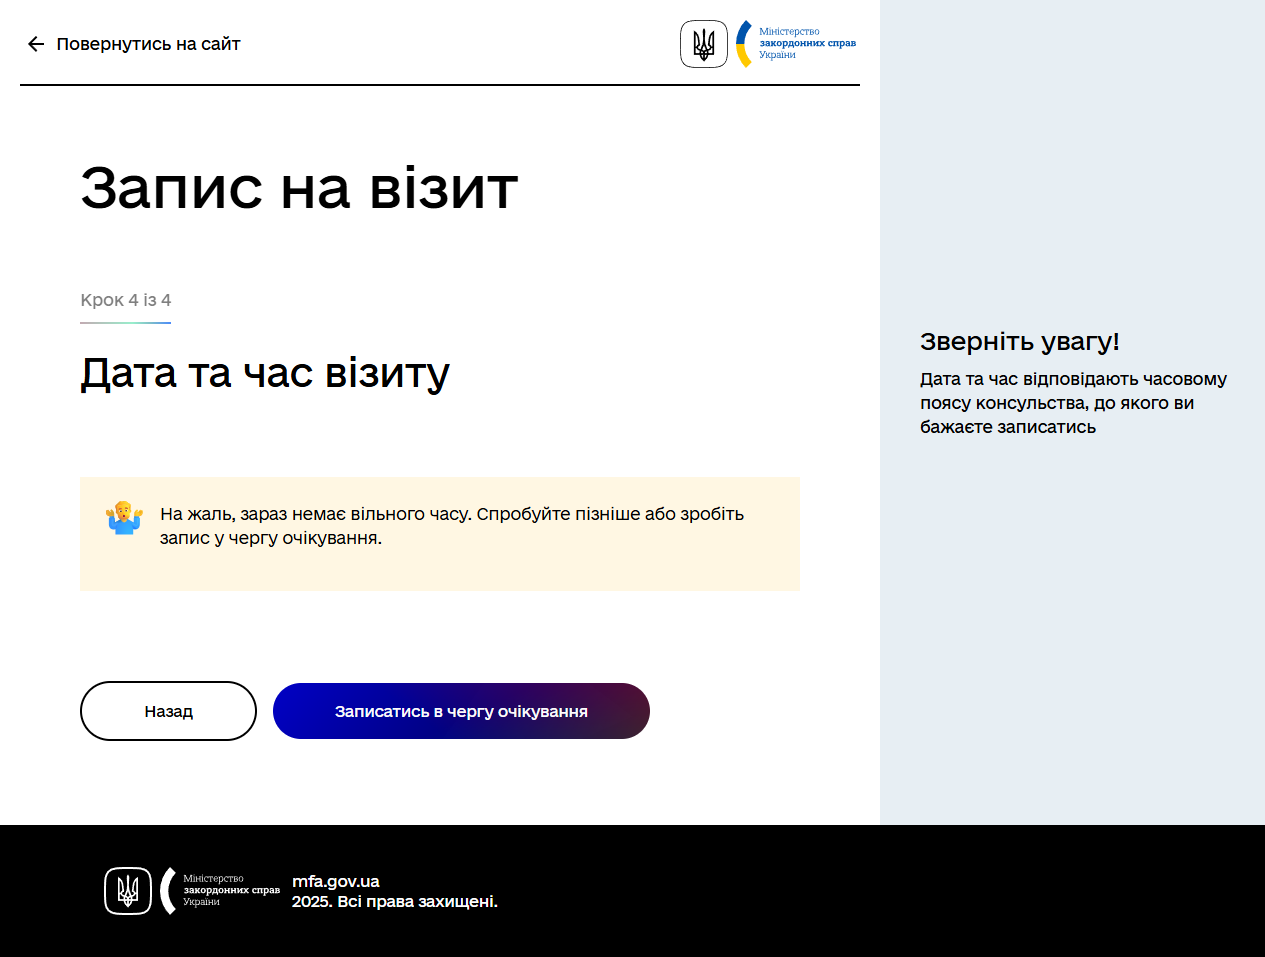 Повернутись на сайт
Міністерство
закордонних справ
України
Запис на візит
Крок 4 із 4
Дата та час візиту
На жаль, зараз немає вільного часу. Спробуйте пізніше або зробіть
запис у чергу очікування.
Назад
Записатись в чергу очікування
Зверніть увагу!
Дата та час відповідають часовому
поясу консульства, до якого ви
бажаєте записатись
Міністерство
закордонних справ
України
mfa.gov.ua
2025. Всі права захищені.